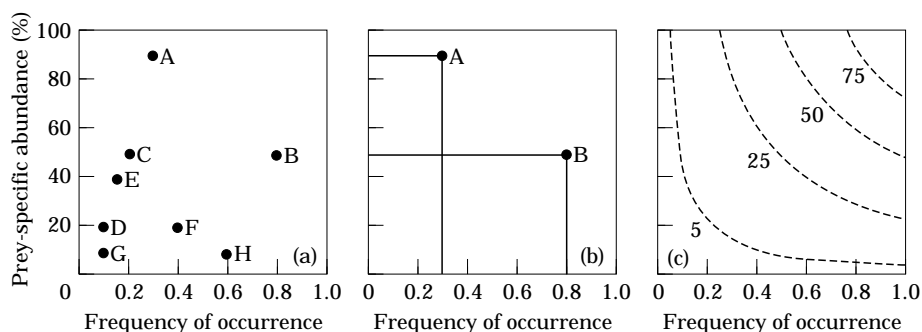 Prey-specific abundance (%)
100
80
60
40
20
0
A
C
B
E
D
F
G
H
(a)
0.2
0.4
0.6
0.8
1.0
Frequency of occurrence
A
B
(b)
0
0.2
0.4
0.6
0.8
1.0
Frequency of occurrence
75
50
25
5
(c)
0
0.2
0.4
0.6
0.8
1.0
Frequency of occurrence